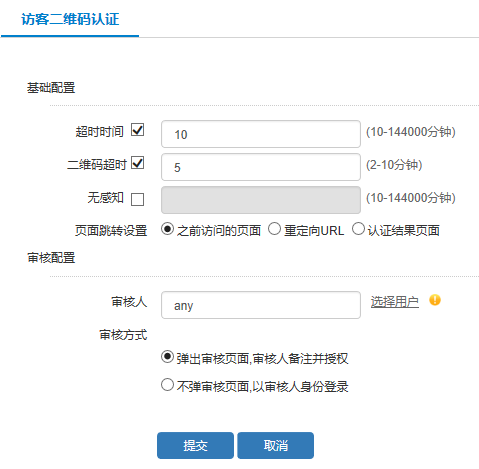 访客二维码认证
基础配置
超时时间 10 (10-144000分钟)
二维码超时 5 (2-10分钟)
无感知 (10-144000分钟)
页面跳转设置 之前访问的页面 重定向URL 认证结果页面
审核配置
审核人 any 选择用户
审核方式
弹出审核页面,审核人备注并授权
不弹审核页面,以审核人身份登录
提交 取消